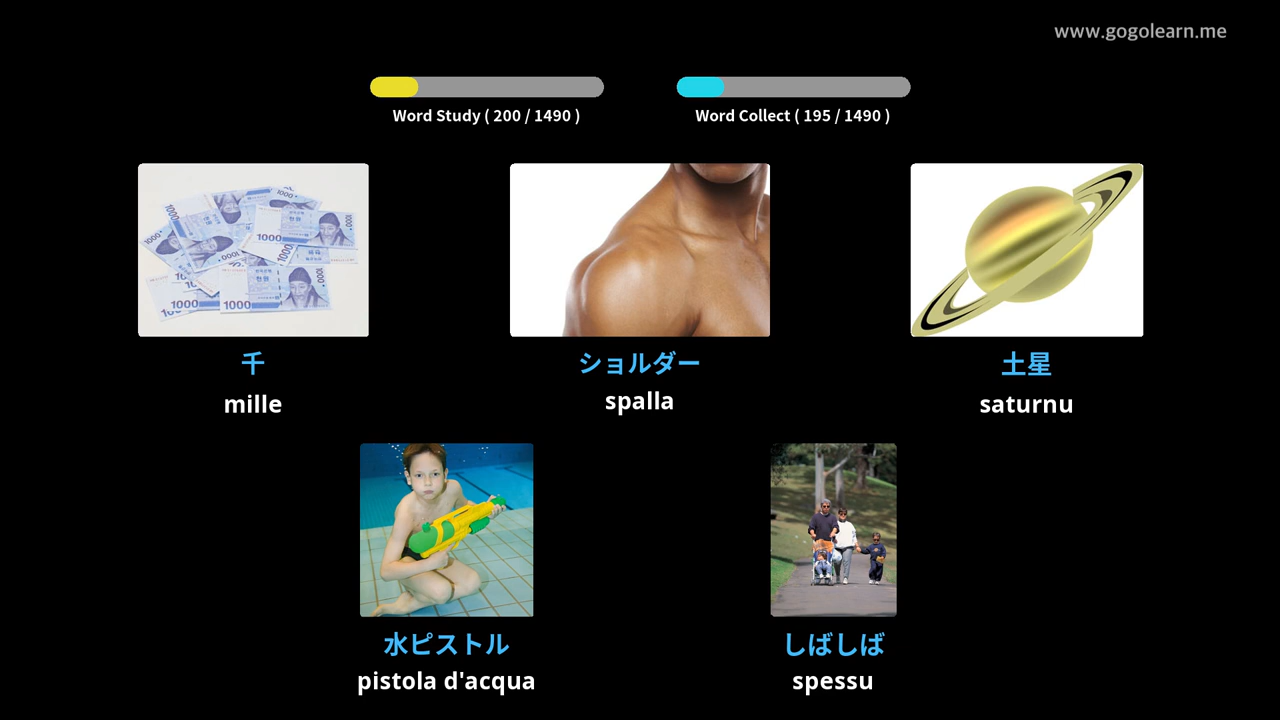 www.gogolearn.me
Word Study ( 200 / 1490 )
Word Collect ( 195 / 1490 )
千
mille
ショルダー
spalla
土星
saturnu
水ピストル
pistola d'acqua
しばしば
spessu